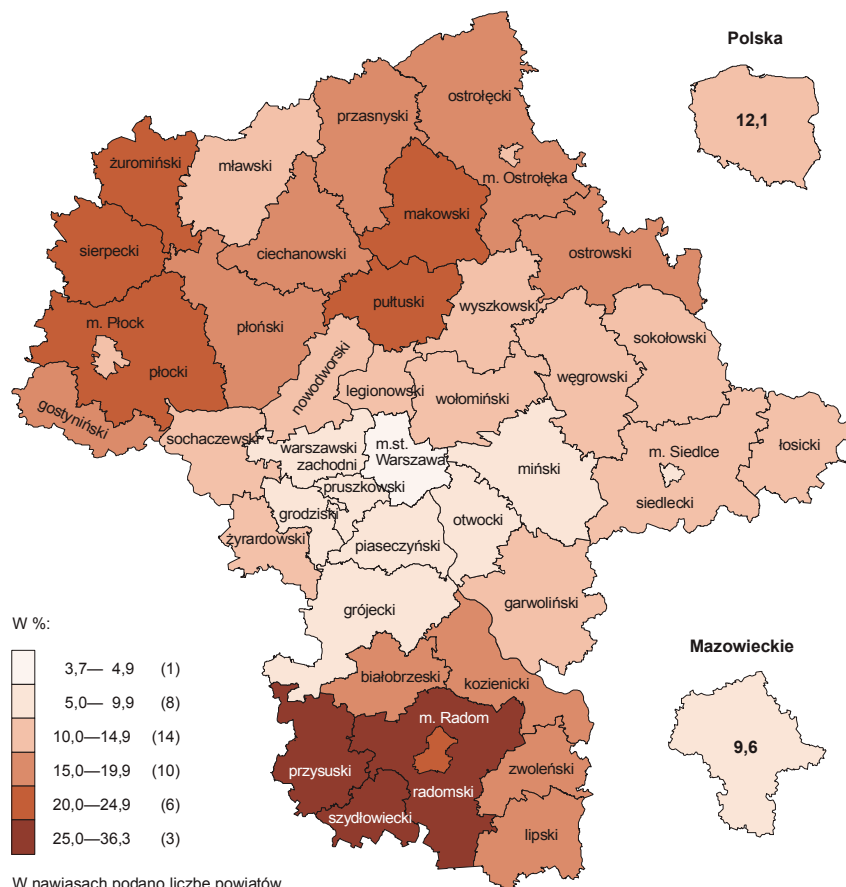 Polska
12,1
ostrołęcki
przasnyski
żuromiński
mławski
m. Ostrołęka
makowski
sierpecki
ciechanowski
ostrowski
pułtuski
wyszkowski
m. Płock
płoński
sokołowski
nowodworski
węgrowski
płocki
legionowski
wołomiński
gostyniński
sochaczewski
warszawski
zachodni
m.st.
Warszawa
m. Siedlce
łosicki
miński
pruszkowski
siedlecki
grodziski
otwocki
żyrardowski
piaseczyński
garwoliński
grójecki
W %:
3,7— 4,9 (1)
5,0— 9,9 (8)
10,0—14,9 (14)
15,0—19,9 (10)
20,0—24,9 (6)
25,0—36,3 (3)
Mazowieckie
9,6
białobrzeski
kozienicki
m. Radom
przysuski
zwoleński
radomski
szydłowiecki
lipski
W nawiasach podano liczbę powiatów